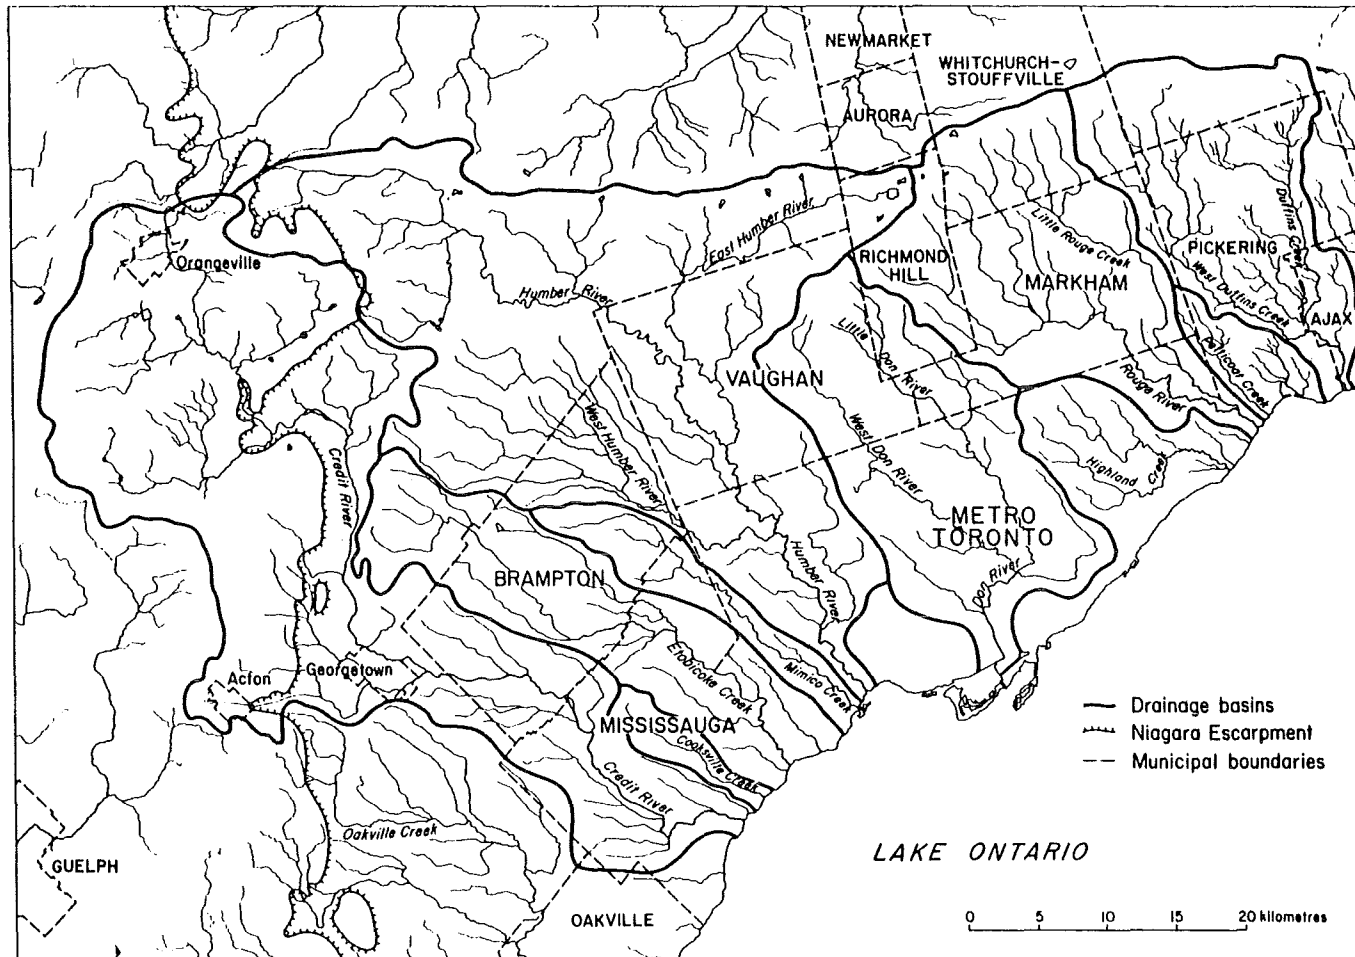 NEWMARKET
WHITCHURCH-
STOUFFVILLE
AURORA
East Humber River
Little Rouge Creek
Duffins Creek
PICKERING
RICHMOND
HILL
MARKHAM
West Duffins Creek
Orangeville
Humber River
AJAX
Little Don River
Petticoat Creek
VAUGHAN
Rouge River
West Humber River
West Don River
Highland Creek
Credit River
METRO
TORONTO
BRAMPTON
Humber River
Don River
Acton
Georgetown
Etobicoke Creek
Mimico Creek
MISSISSAUGA
Cooksville Creek
Credit River
Drainage basins
Niagara Escarpment
Municipal boundaries
Oakville Creek
GUELPH
LAKE ONTARIO
OAKVILLE
0 5 10 15 20 kilometres